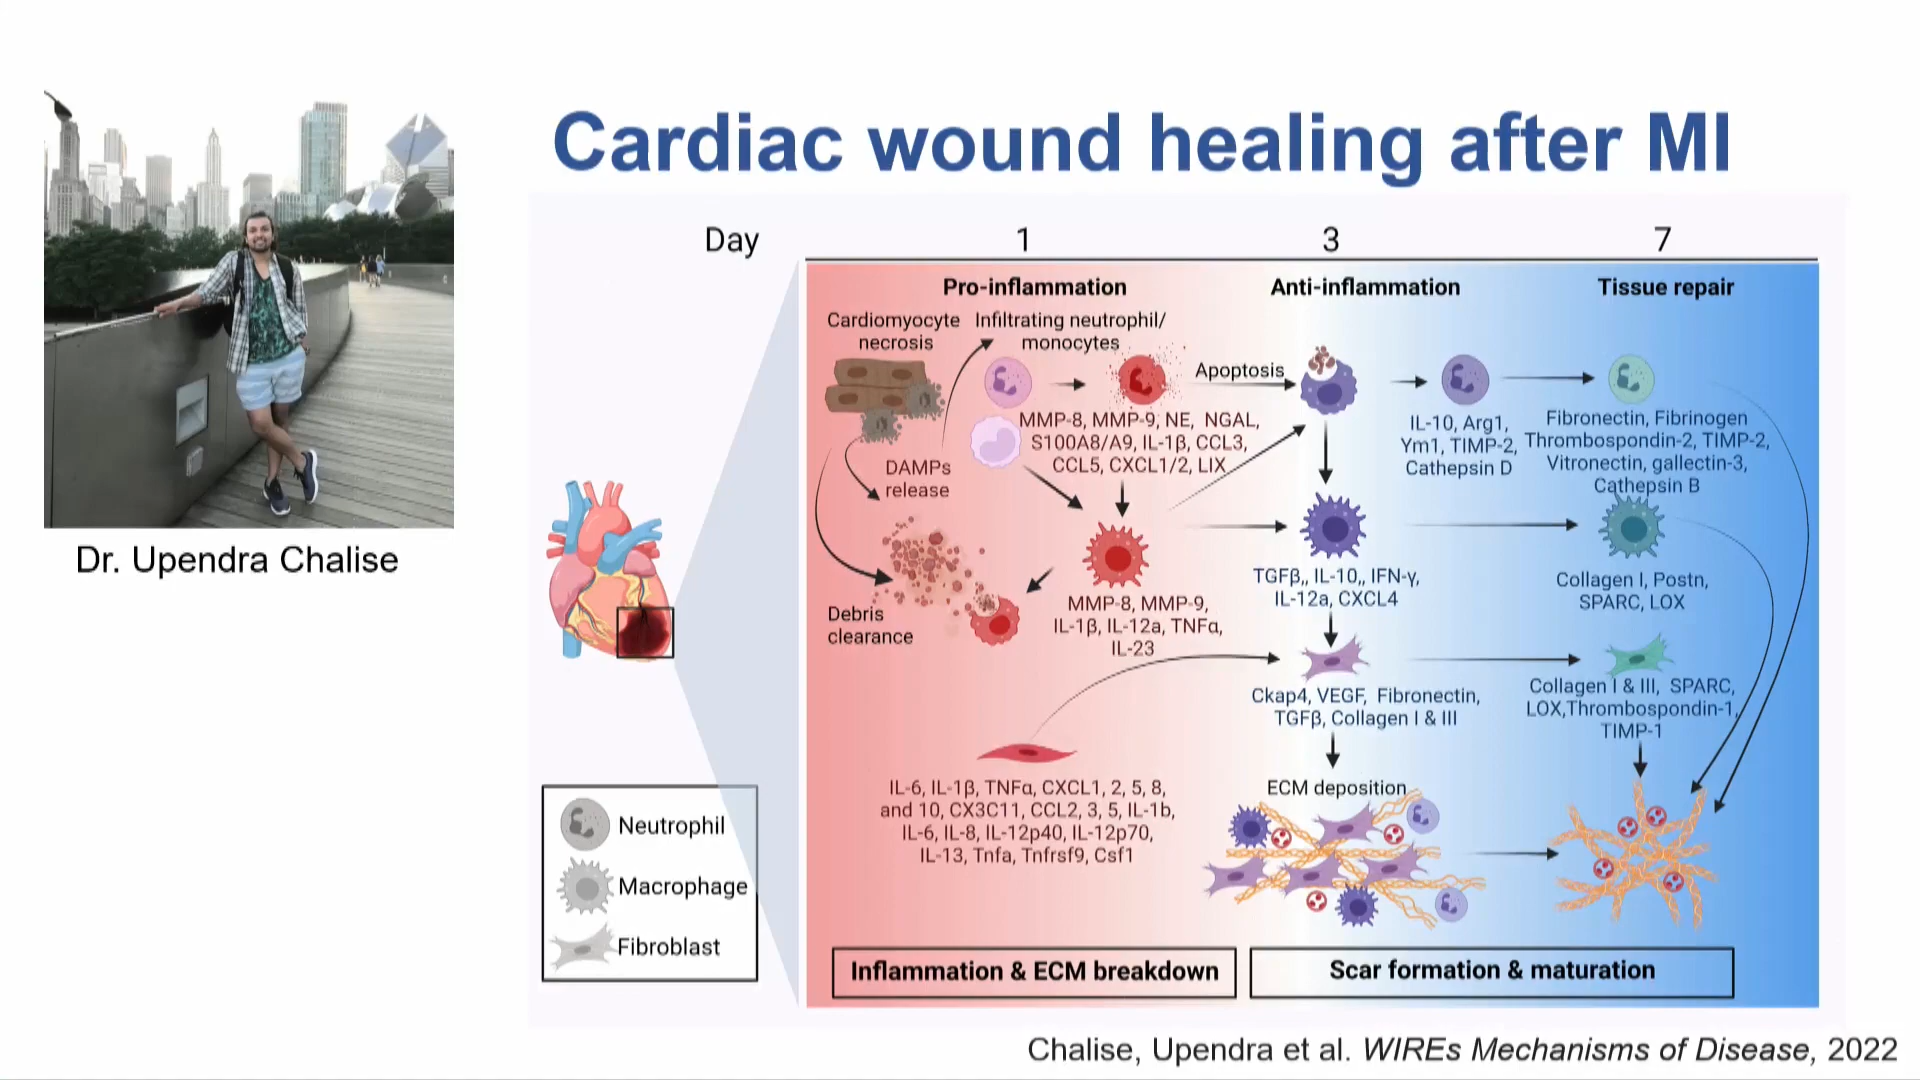 Cardiac wound healing after MI
Dr. Upendra Chalise
Day 1 3 7
Pro-inflammation
Anti-inflammation
Tissue repair
Cardiomyocyte
necrosis
Infiltrating neutrophil/
monocytes
Apoptosis
MMP-8, MMP-9, NE, NGAL,
S100A8/A9, IL-1β, CCL3,
CCL5, CXCL1/2, LIX
IL-10, Arg1,
Ym1, TIMP-2,
Cathepsin D
Fibronectin, Fibrinogen
Thrombospondin-2, TIMP-2,
Vitronectin, gallectin-3,
Cathepsin B
DAMPs
release
Debris
clearance
MMP-8, MMP-9,
IL-1β, IL-12a, TNFα,
IL-23
TGFβ,, IL-10,, IFN-γ,
IL-12a, CXCL4
Collagen I, Postn,
SPARC, LOX
Ckap4, VEGF, Fibronectin,
TGFβ, Collagen I & III
Collagen I & III, SPARC,
LOX,Thrombospondin-1,
TIMP-1
IL-6, IL-1β, TNFα, CXCL1, 2, 5, 8,
and 10, CX3C11, CCL2, 3, 5, IL-1b,
IL-6, IL-8, IL-12p40, IL-12p70,
IL-13, Tnfa, Tnfrsf9, Csf1
ECM deposition
Neutrophil
Macrophage
Fibroblast
Inflammation & ECM breakdown
Scar formation & maturation
Chalise, Upendra et al. WIREs Mechanisms of Disease, 2022